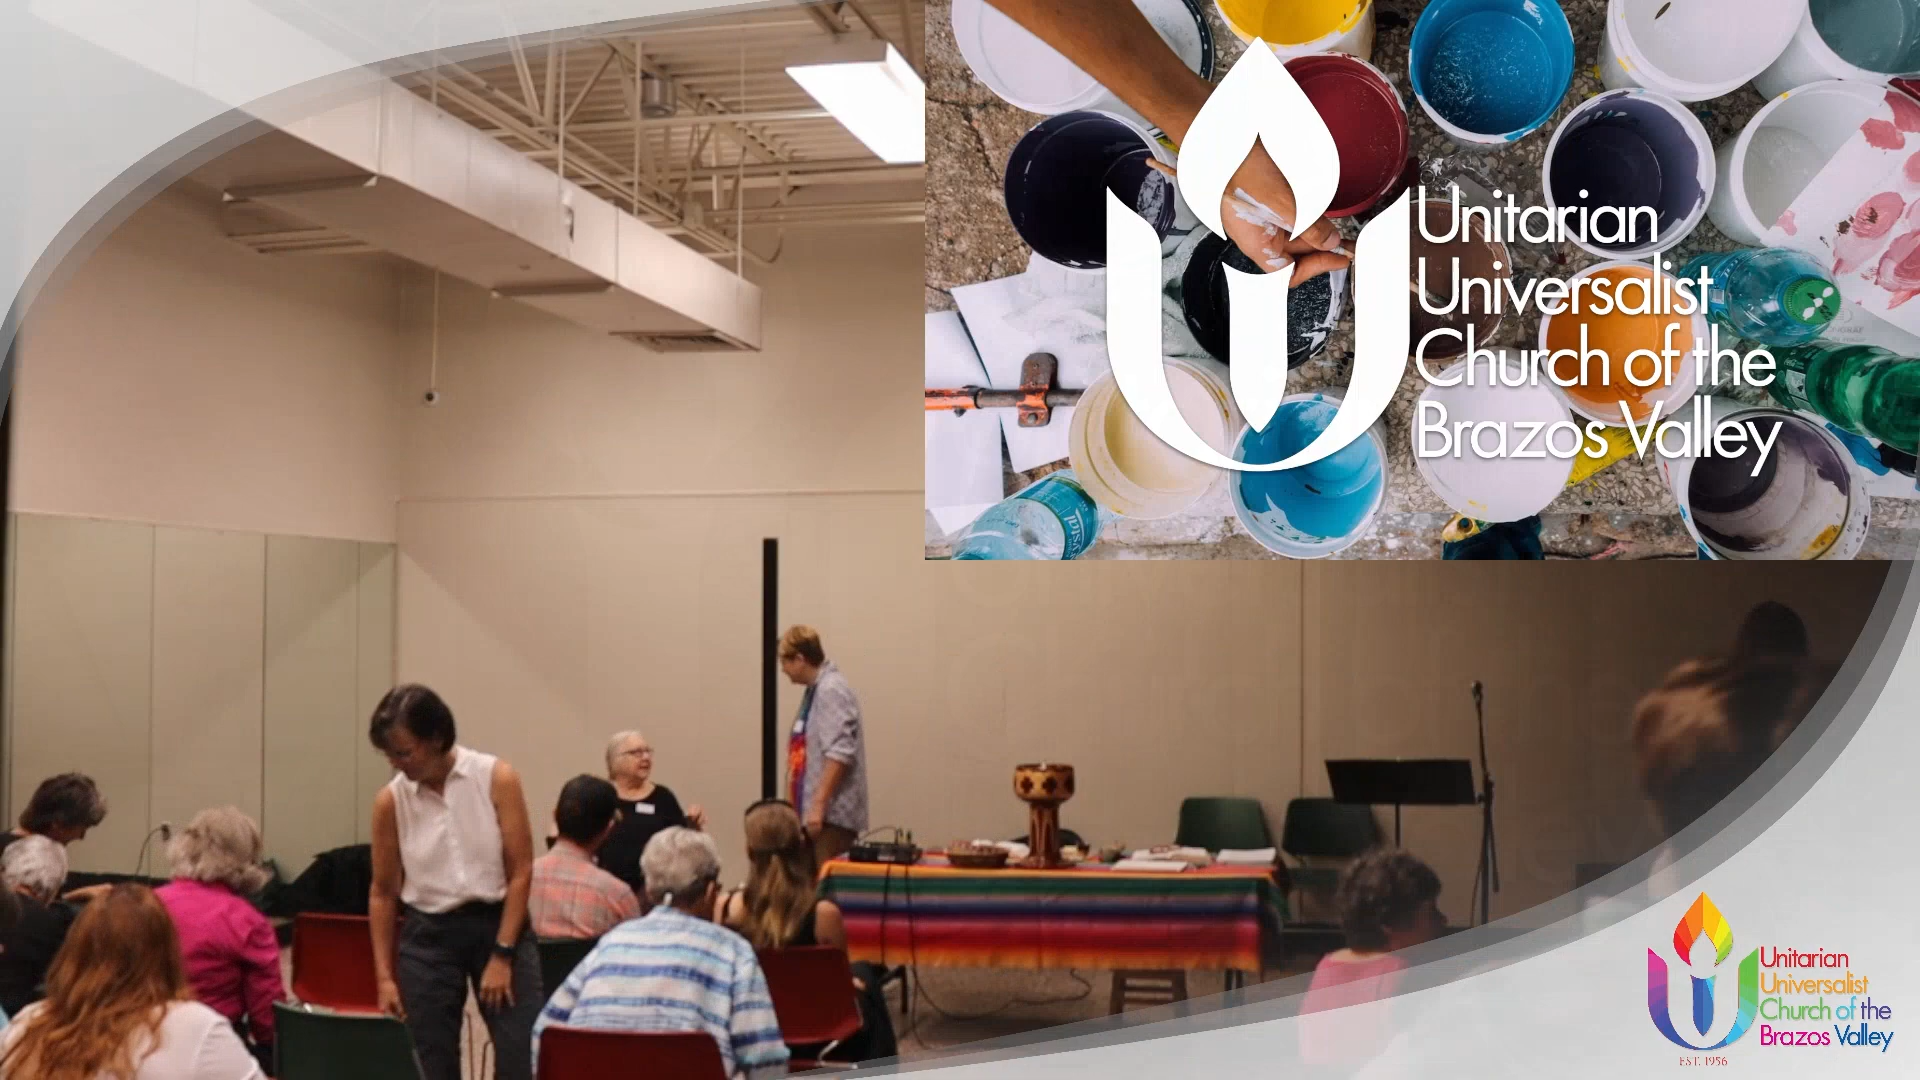 Unitarian
Universalist
Church of the
Brazos Valley
Unitarian
Universalist
Church of the
Brazos Valley
EST. 1956